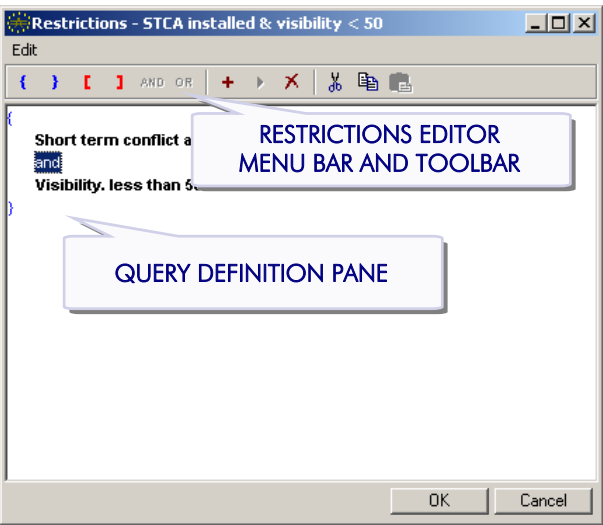 Restrictions - STCA installed & visibility < 50
Edit
{ } [ ] AND OR +
{
Short term conflict a
RESTRICTIONS EDITOR
MENU BAR AND TOOLBAR
and
Visibility. less than
}
QUERY DEFINITION PANE
OK Cancel